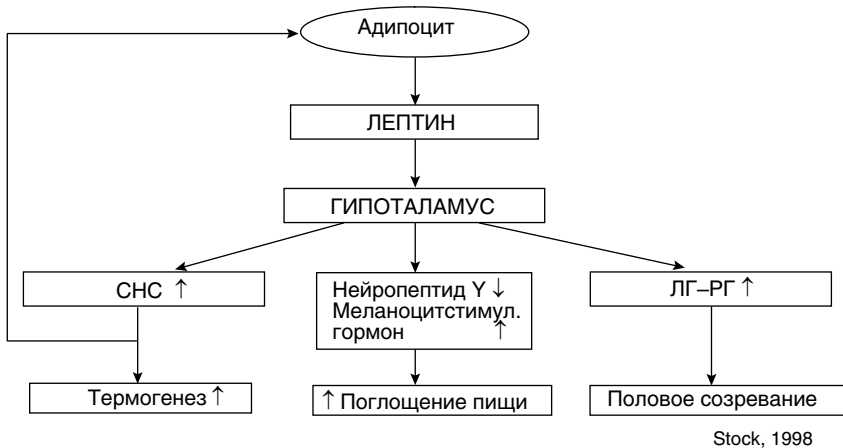 Адипоцит
ЛЕПТИН
ГИПОТАЛАМУС
СНС ↑
Нейропептид Y ↓
Меланоцитстимул.
гормон ↑
ЛГ–РГ ↑
Термогенез ↑
↑ Поглощение пищи
Половое созревание
Stock, 1998